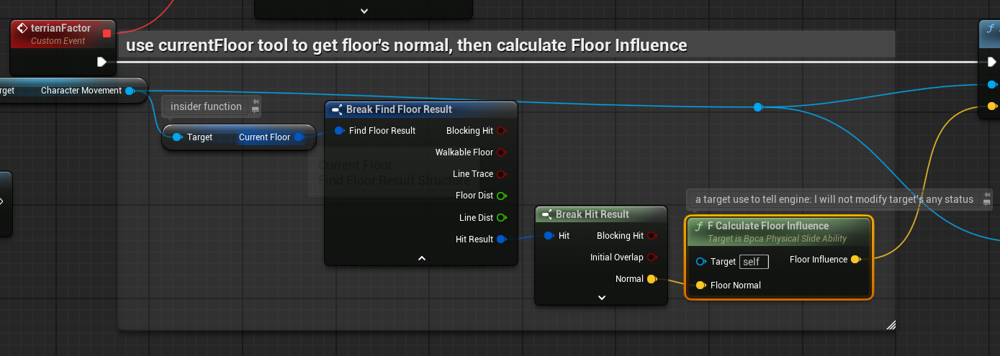 terrianFactor
Custom Event
use currentFloor tool to get floor's normal, then calculate Floor Influence
rget Character Movement
insider function
Target Current Floor
Break Find Floor Result
Find Floor Result Blocking Hit
Walkable Floor
Line Trace
Floor Dist
Line Dist
Hit Result
Current Floor
Find Floor Result Structure
Break Hit Result
Hit Blocking Hit
Initial Overlap
Normal
a target use to tell engine: I will not modify target's any status
f F Calculate Floor Influence
Target is Bpca Physical Slide Ability
Target self Floor Influence
Floor Normal
f